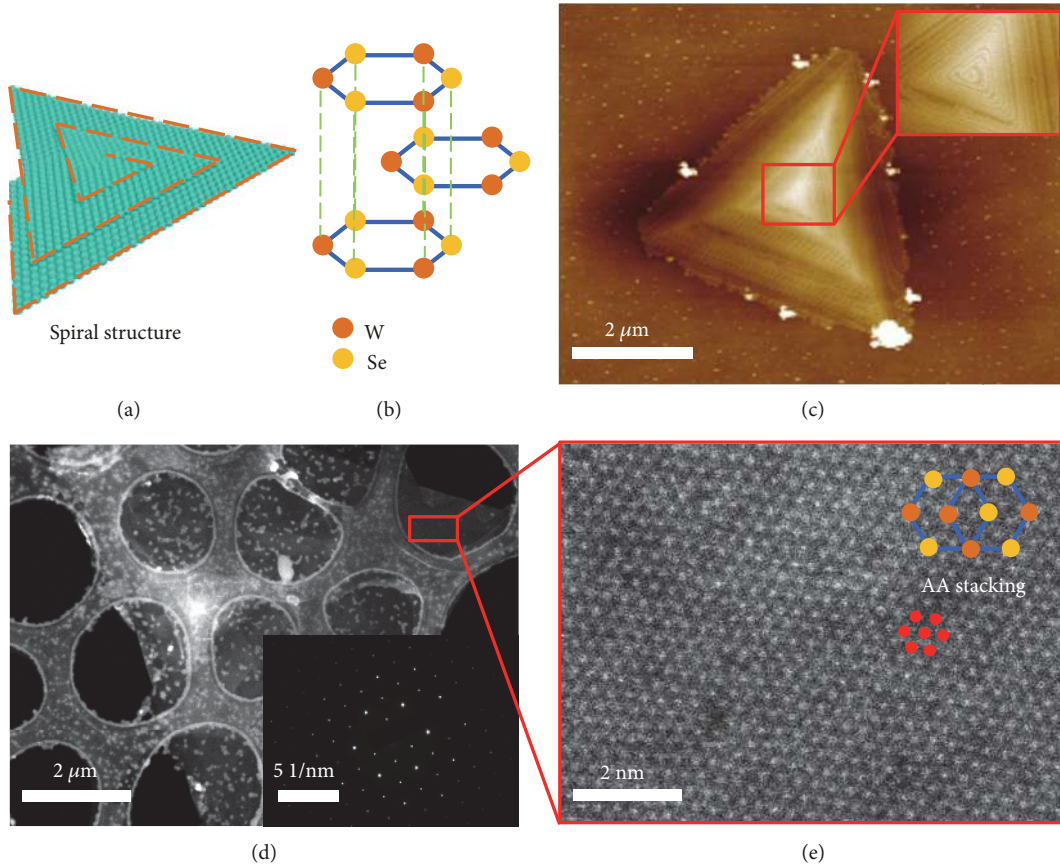 Spiral structure
W
Se
(a)
(b)
2 μm
(c)
2 μm
5 1/nm
(d)
AA stacking
2 nm
(e)